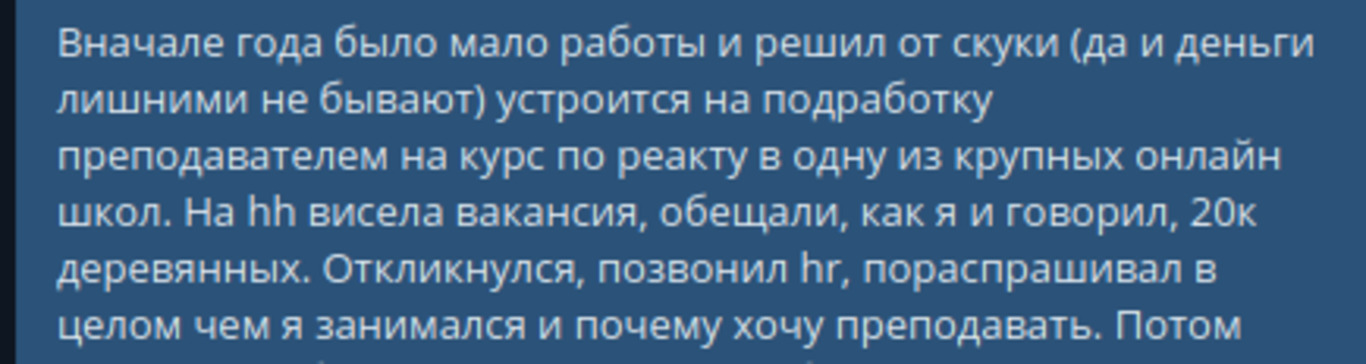 Вначале года было мало работы и решил от скуки (да и деньги
лишними не бывают) устроится на подработку
преподавателем на курс по реакту в одну из крупных онлайн
школ. На hh висела вакансия, обещали, как я и говорил, 20к
деревянных. Откликнулся, позвонил hr, пораспрашивал в
целом чем я занимался и почему хочу преподавать. Потом